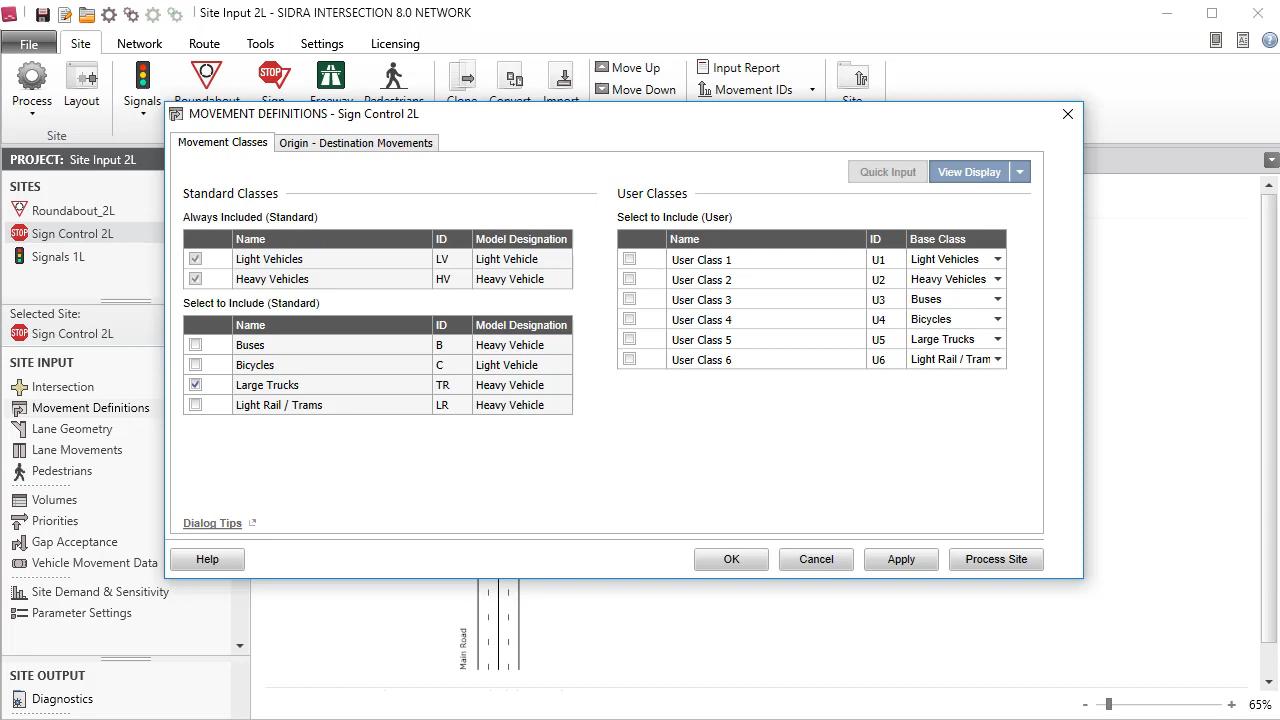 Site Input 2L - SIDRA INTERSECTION 8.0 NETWORK
File Site Network Route Tools Settings Licensing
Process Layout Signals Roundabout Sign Freeway Pedestrians Clone Convert Import Move Up Move Down Input Report Movement IDs Site
Site
MOVEMENT DEFINITIONS - Sign Control 2L
Movement Classes Origin - Destination Movements
Quick Input View Display
Standard Classes
Always Included (Standard)
Name ID Model Designation
Light Vehicles LV Light Vehicle
Heavy Vehicles HV Heavy Vehicle
Select to Include (Standard)
Name ID Model Designation
Buses B Heavy Vehicle
Bicycles C Light Vehicle
Large Trucks TR Heavy Vehicle
Light Rail / Trams LR Heavy Vehicle
User Classes
Select to Include (User)
Name ID Base Class
User Class 1 U1 Light Vehicles
User Class 2 U2 Heavy Vehicles
User Class 3 U3 Buses
User Class 4 U4 Bicycles
User Class 5 U5 Large Trucks
User Class 6 U6 Light Rail / Tram
Dialog Tips
Help OK Cancel Apply Process Site
PROJECT: Site Input 2L
SITES
Roundabout_2L
Sign Control 2L
Signals 1L
Selected Site:
Sign Control 2L
SITE INPUT
Intersection
Movement Definitions
Lane Geometry
Lane Movements
Pedestrians
Volumes
Priorities
Gap Acceptance
Vehicle Movement Data
Site Demand & Sensitivity
Parameter Settings
SITE OUTPUT
Diagnostics
Main Road
65%